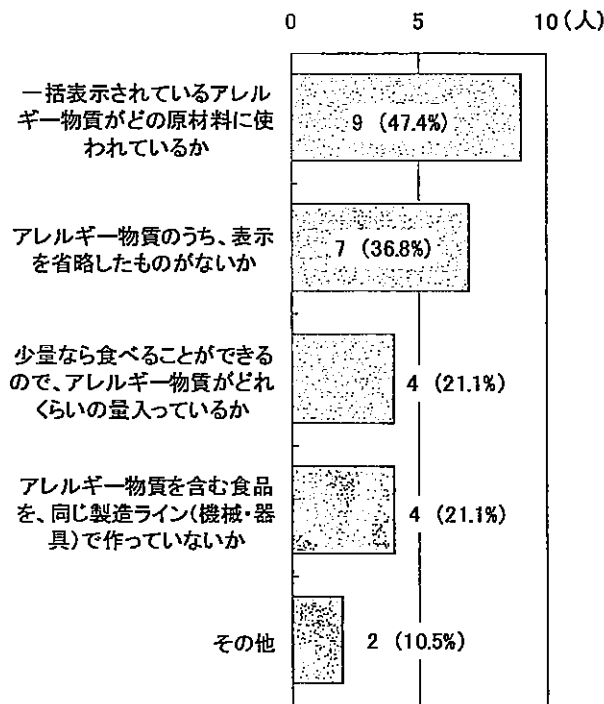 0 5 10(人)
一括表示されているアレル
ギー物質がどの原材料に使
われているか
9 (47.4%)
アレルギー物質のうち、表示
を省略したものがないか
7 (36.8%)
少量なら食べることができる
ので、アレルギー物質がどれ
くらいの量入っているか
4 (21.1%)
アレルギー物質を含む食品
を、同じ製造ライン(機械・器
具)で作っていないか
4 (21.1%)
その他
2 (10.5%)